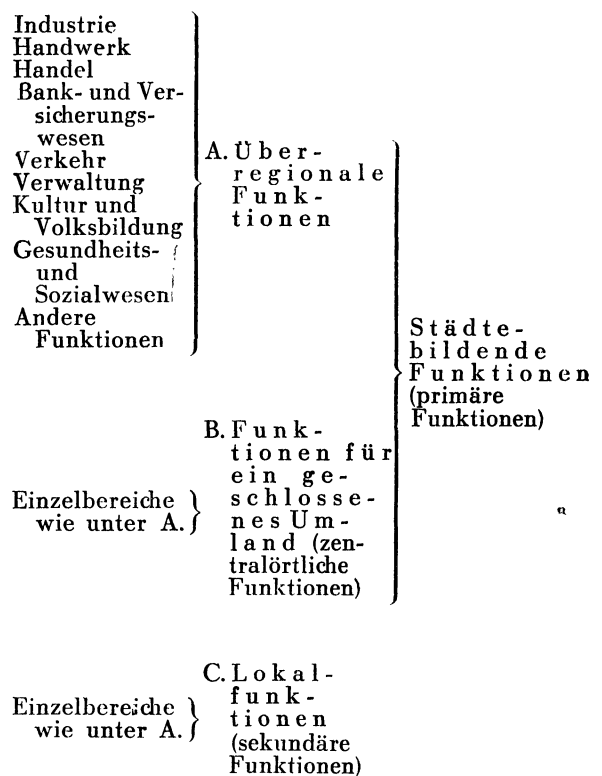 Industrie
Handwerk
Handel
Bank- und Ver-
sicherungs-
wesen
Verkehr
Verwaltung
Kultur und
Volksbildung
Gesundheits-
und
Sozialwesen
Andere
Funktionen
A. Über-
regionale
Funk-
tionen
Städte-
bildende
Funktionen
(primäre
Funktionen)
Einzelbereiche
wie unter A.
B. Funk-
tionen für
ein ge-
schlosse-
nes Um-
land (zen-
tralörtliche
Funktionen)
Einzelbereiche
wie unter A.
C. Lokal-
funk-
tionen
(sekundäre
Funktionen)